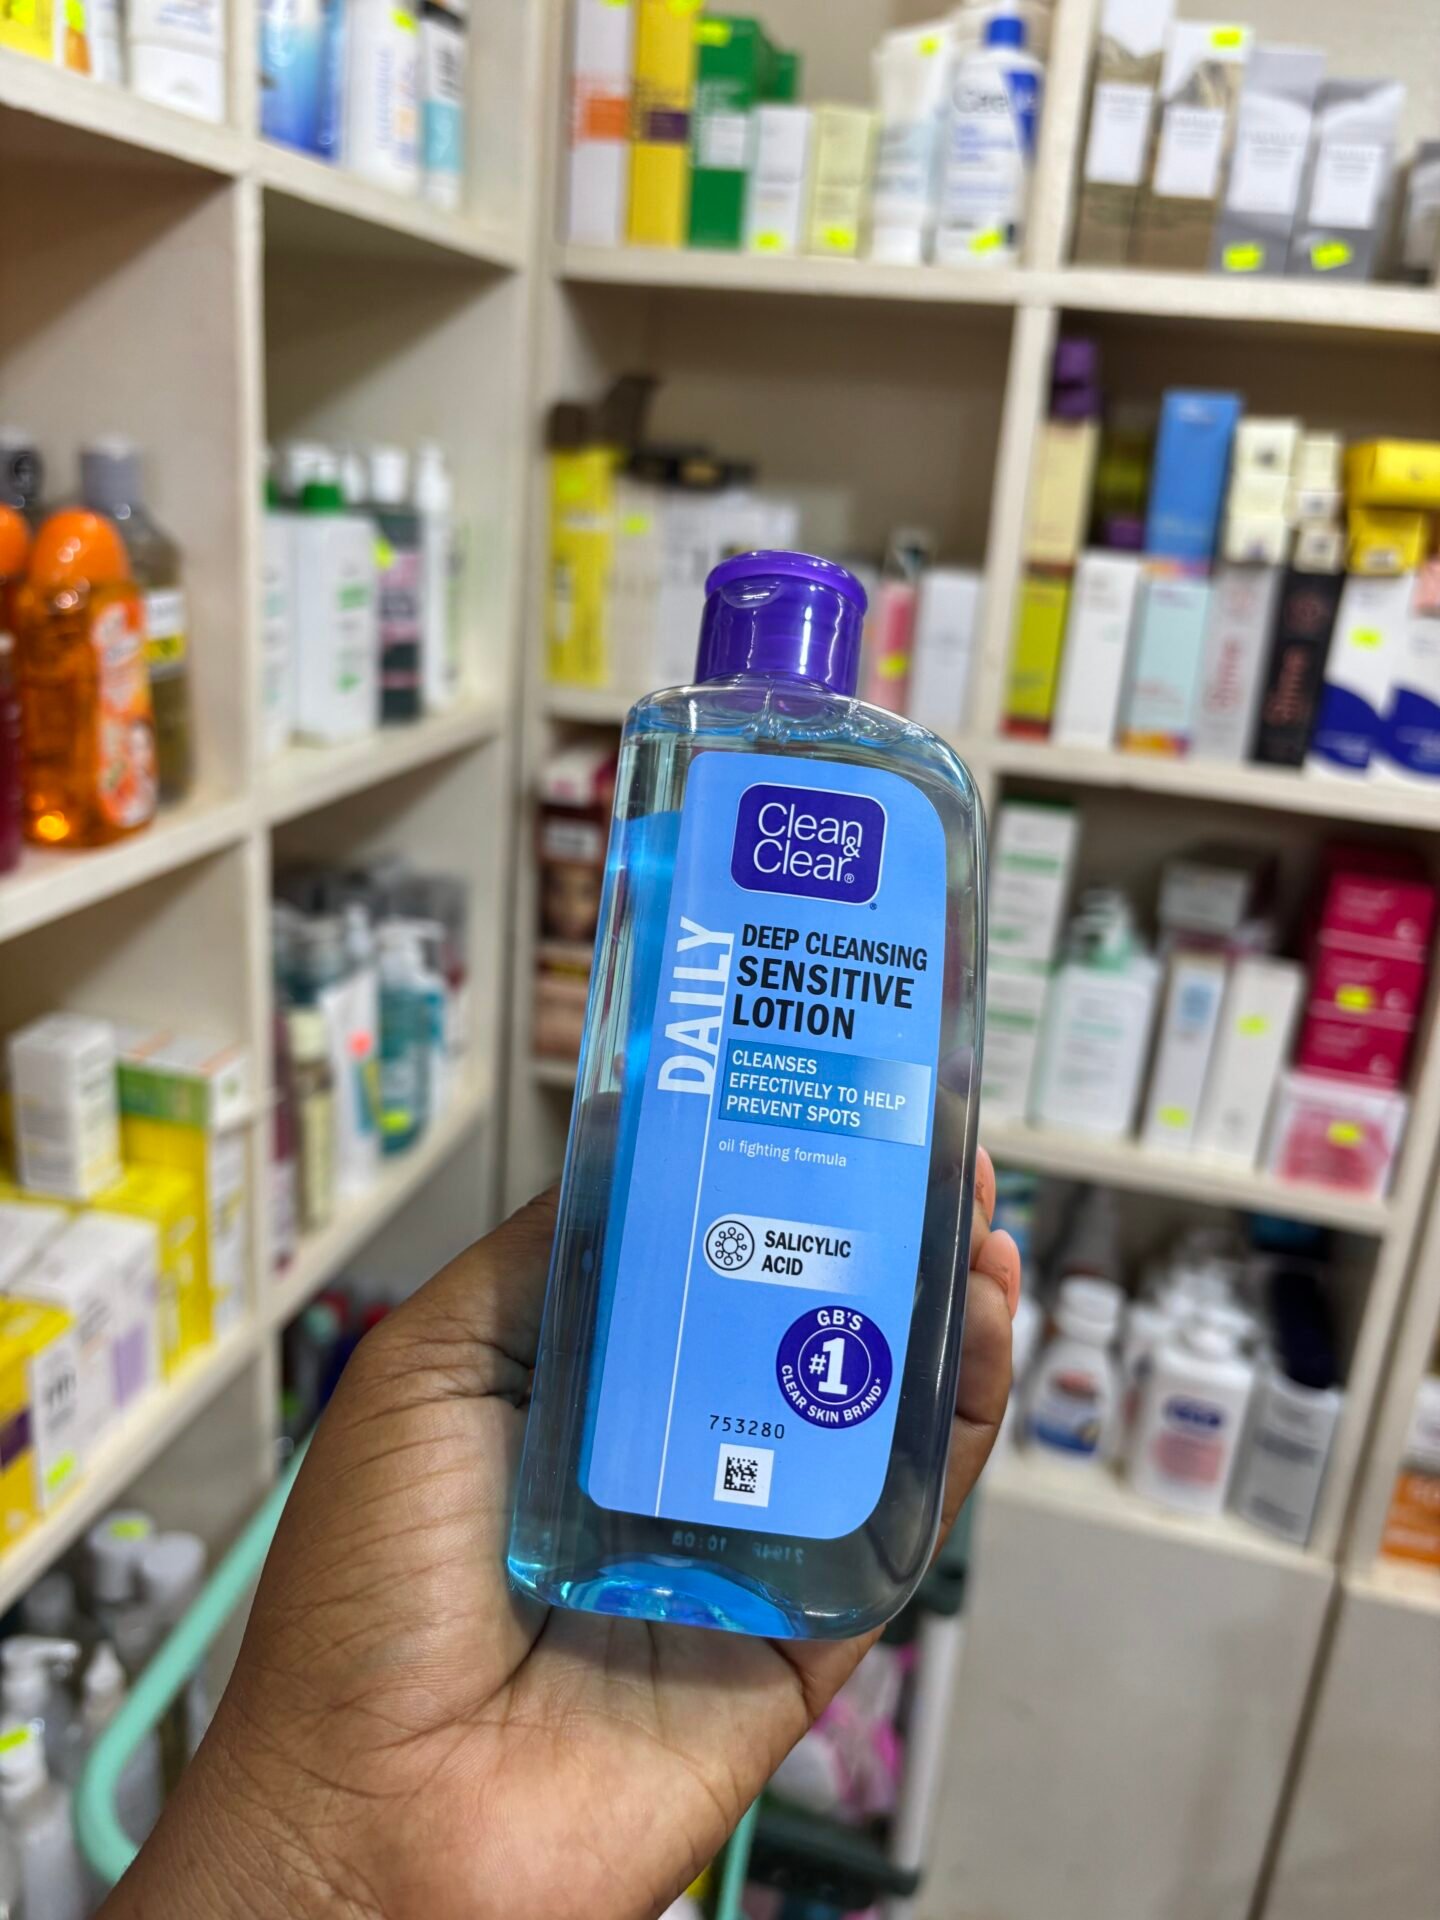 Clean
&
Clear®
DAILY
DEEP CLEANSING
SENSITIVE
LOTION
CLEANSES
EFFECTIVELY TO HELP
PREVENT SPOTS
oil fighting formula
SALICYLIC
ACID
GB'S
#1
CLEAR SKIN BRAND*
753280